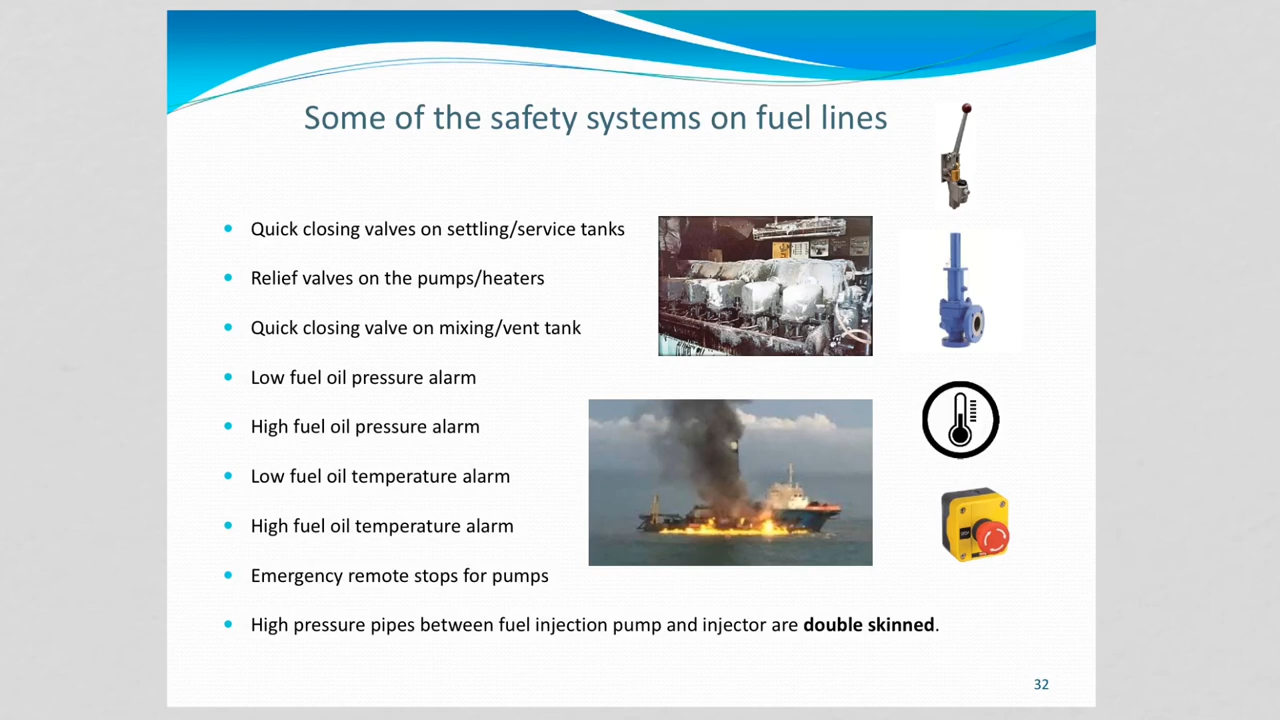 Some of the safety systems on fuel lines
• Quick closing valves on settling/service tanks
• Relief valves on the pumps/heaters
• Quick closing valve on mixing/vent tank
• Low fuel oil pressure alarm
• High fuel oil pressure alarm
• Low fuel oil temperature alarm
• High fuel oil temperature alarm
• Emergency remote stops for pumps
• High pressure pipes between fuel injection pump and injector are double skinned.
32